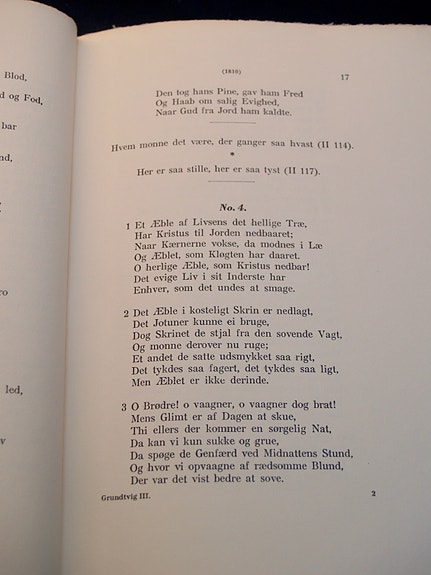 Blod,
d og Fod,
bar
nd,
ro
led,
v
(1810)
17
Den tog hans Pine, gav ham Fred
Og Haab om salig Evighed,
Naar Gud fra Jord ham kaldte.
Hvem monne det være, der ganger saa hvast (II 114).
*
Her er saa stille, her er saa tyst (II 117).
No. 4.
1 Et Æble af Livsens det hellige Træ,
Har Kristus til Jorden nedbaaret;
Naar Kærnerne vokse, da modnes i Læ
Og Æblet, som Kløgten har daaret.
O herlige Æble, som Kristus nedbar!
Det evige Liv i sit Inderste har
Enhver, som det undes at smage.
2 Det Æble i kosteligt Skrin er nedlagt,
Det Jotuner kunne ei bruge,
Dog Skrinet de stjal fra den sovende Vagt,
Og monne derover nu ruge;
Et andet de satte udsmykket saa rigt,
Det tykdes saa fagert, det tykdes saa ligt,
Men Æblet er ikke derinde.
3 O Brødre! o vaagner, o vaagner dog brat!
Mens Glimt er af Dagen at skue,
Thi ellers der kommer en sørgelig Nat,
Da kan vi kun sukke og grue,
Da spøge de Genfærd ved Midnattens Stund,
Og hvor vi opvaagne af rædsomme Blund,
Der var det vist bedre at sove.
Grundtvig III.
2